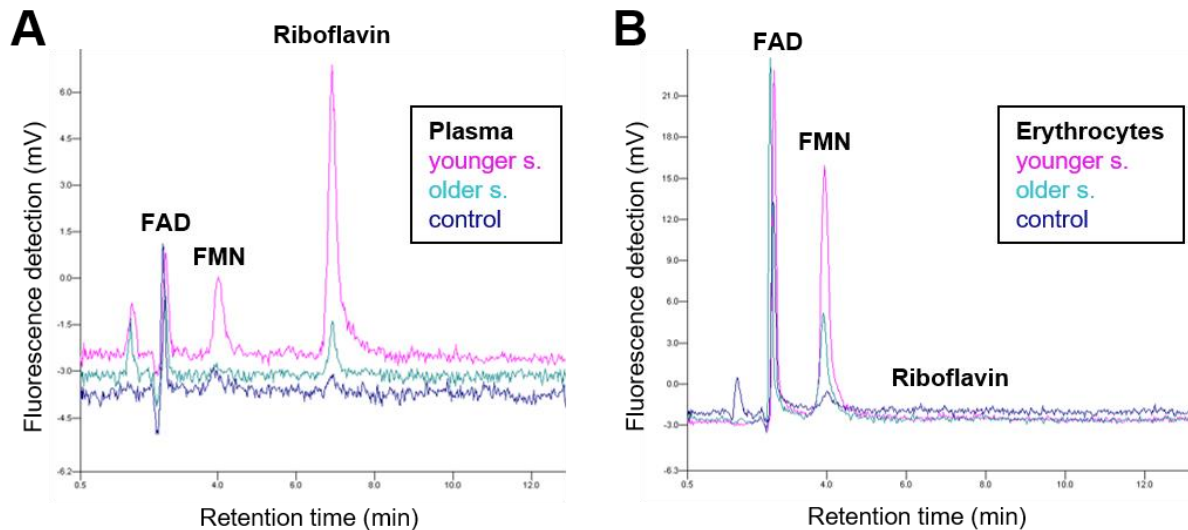 A
Riboflavin
6.0
4.5
3.0
1.5
0.0
-1.5
-3.0
-4.5
-6.2
Fluorescence detection (mV)
FAD
FMN
Plasma
younger s.
older s.
control
0.5
4.0
6.0
8.0
10.0
12.0
Retention time (min)
B
FAD
21.0
18.0
15.0
12.0
9.0
6.0
3.0
0.0
-3.0
-6.3
Fluorescence detection (mV)
FMN
Erythrocytes
younger s.
older s.
control
Riboflavin
0.5
4.0
6.0
8.0
10.0
12.0
Retention time (min)